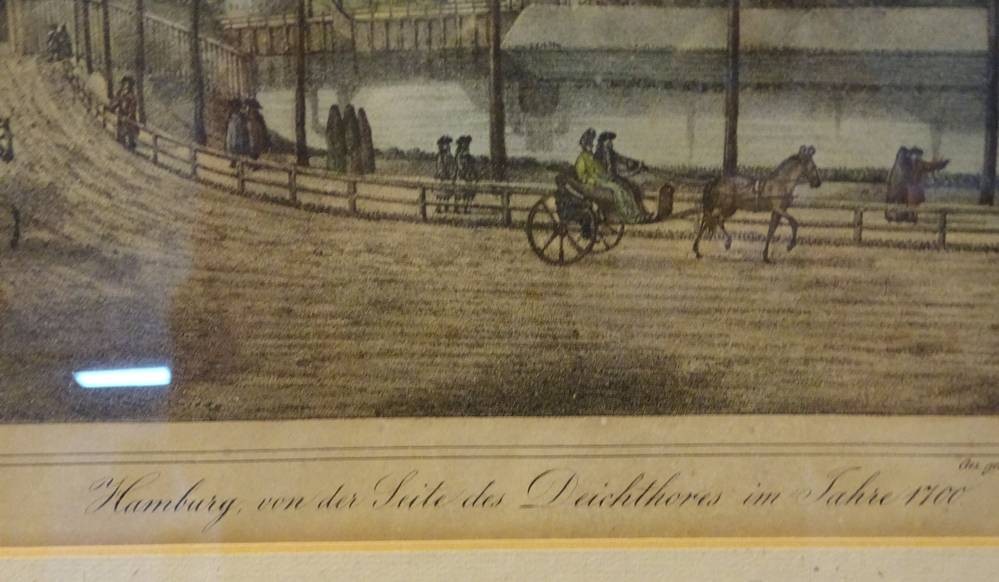 Hamburg, von der Seite des Deichthores im Jahre 1700